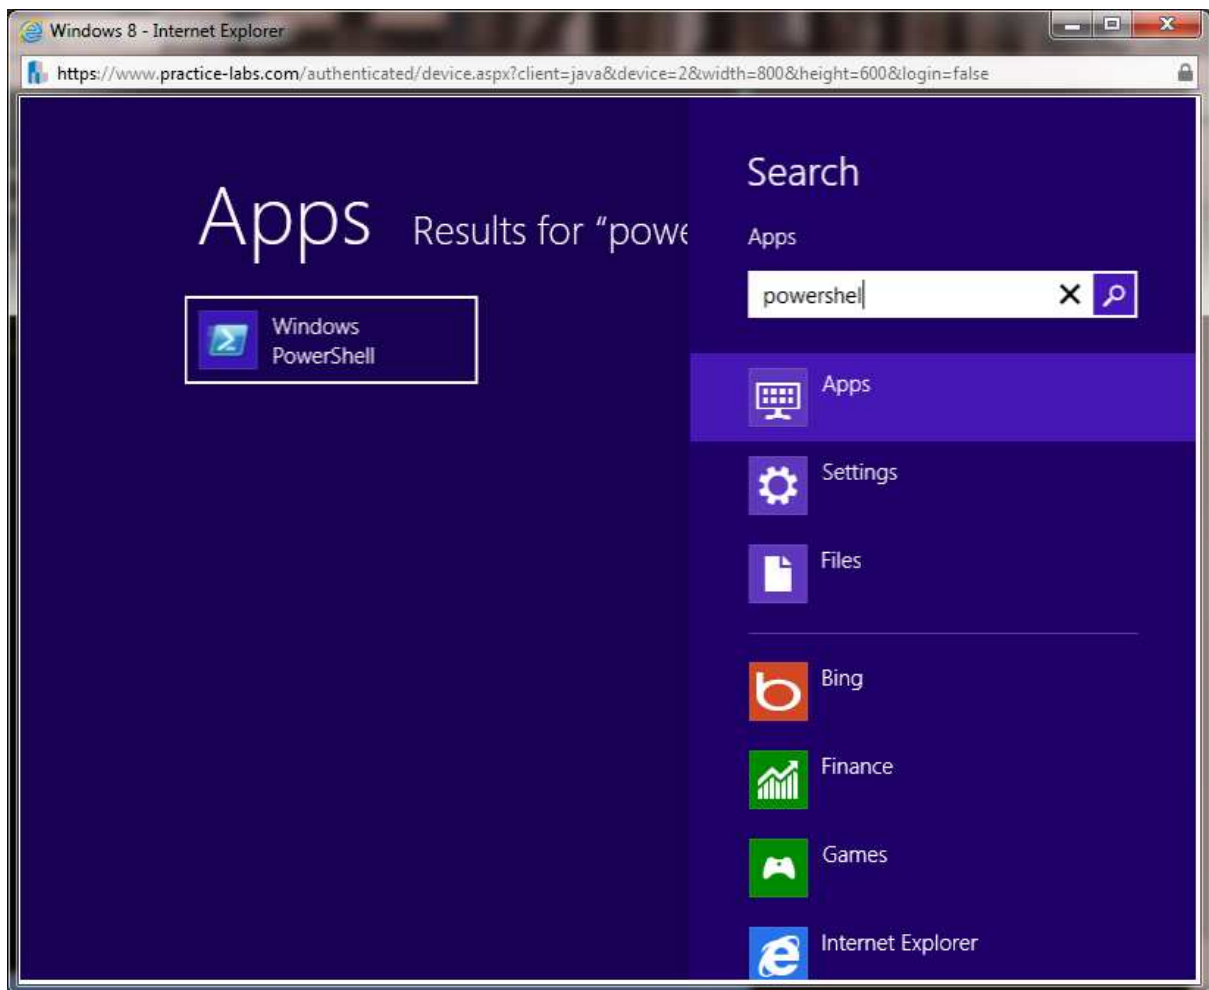 Windows 8 - Internet Explorer
https://www.practice-labs.com/authenticated/device.aspx?client=java&device=2&width=800&height=600&login=false
Apps Results for “powe
Windows
PowerShell
Search
Apps
powershel
Apps
Settings
Files
Bing
Finance
Games
Internet Explorer